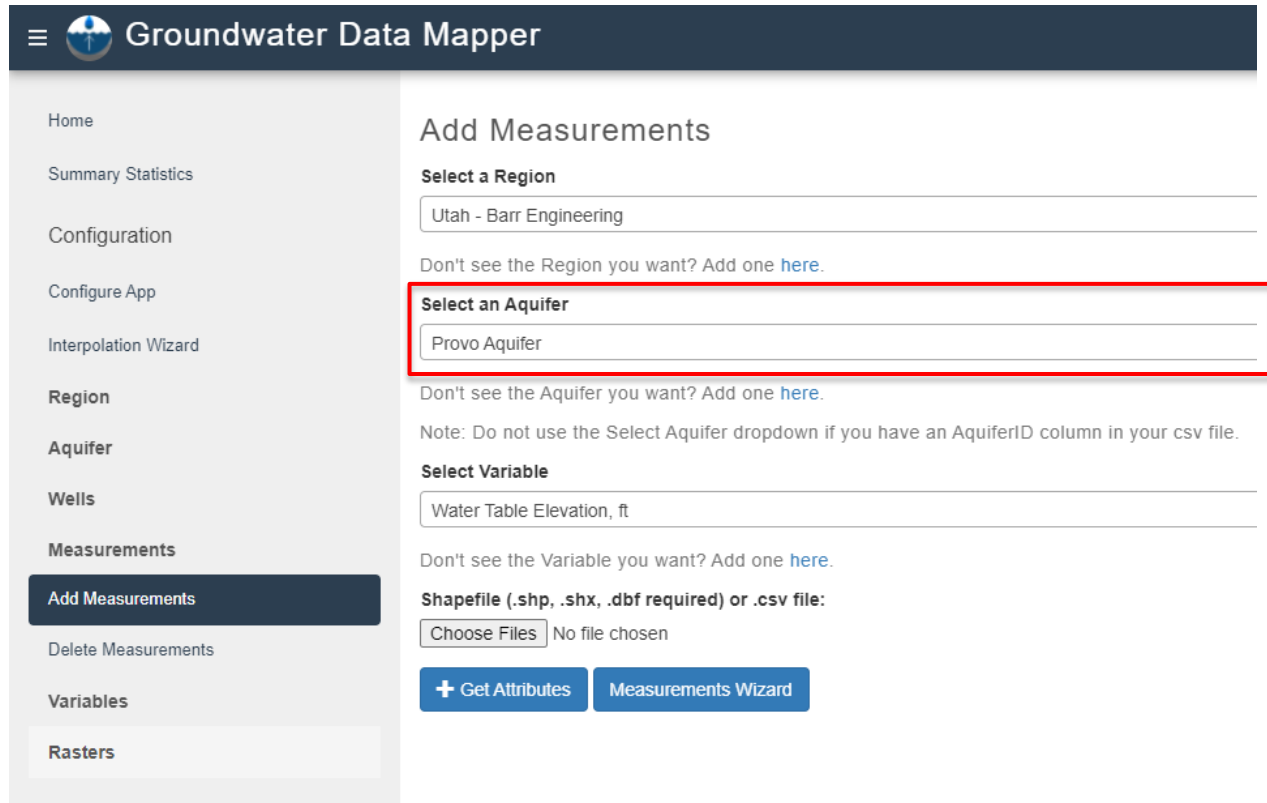 ≡ Groundwater Data Mapper
Home
Summary Statistics
Configuration
Configure App
Interpolation Wizard
Region
Aquifer
Wells
Measurements
Add Measurements
Delete Measurements
Variables
Rasters
Add Measurements
Select a Region
Utah - Barr Engineering
Don't see the Region you want? Add one here.
Select an Aquifer
Provo Aquifer
Don't see the Aquifer you want? Add one here.
Note: Do not use the Select Aquifer dropdown if you have an AquiferID column in your csv file.
Select Variable
Water Table Elevation, ft
Don't see the Variable you want? Add one here.
Shapefile (.shp, .shx, .dbf required) or .csv file:
Choose Files No file chosen
+ Get Attributes Measurements Wizard